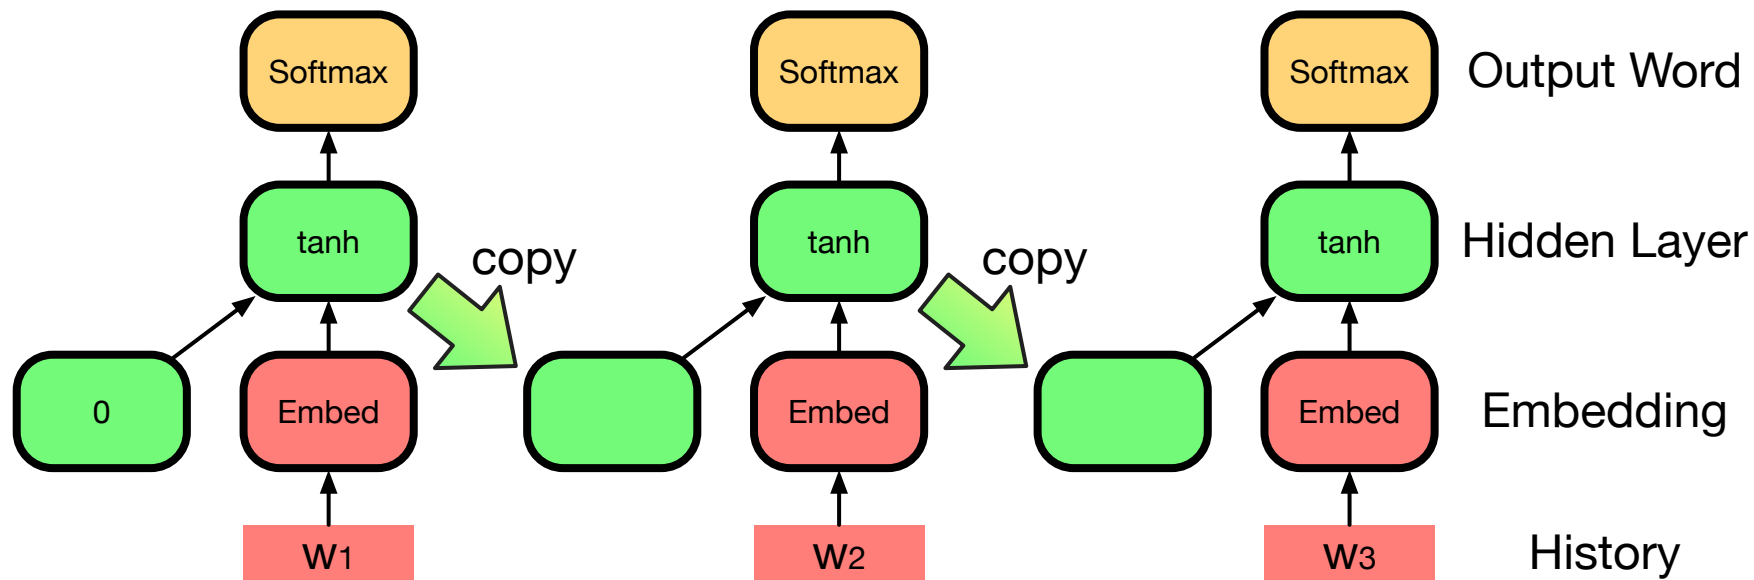 Softmax Softmax Softmax Output Word
tanh tanh tanh Hidden Layer
copy copy
0 Embed Embed Embed Embedding
W1 W2 W3 History